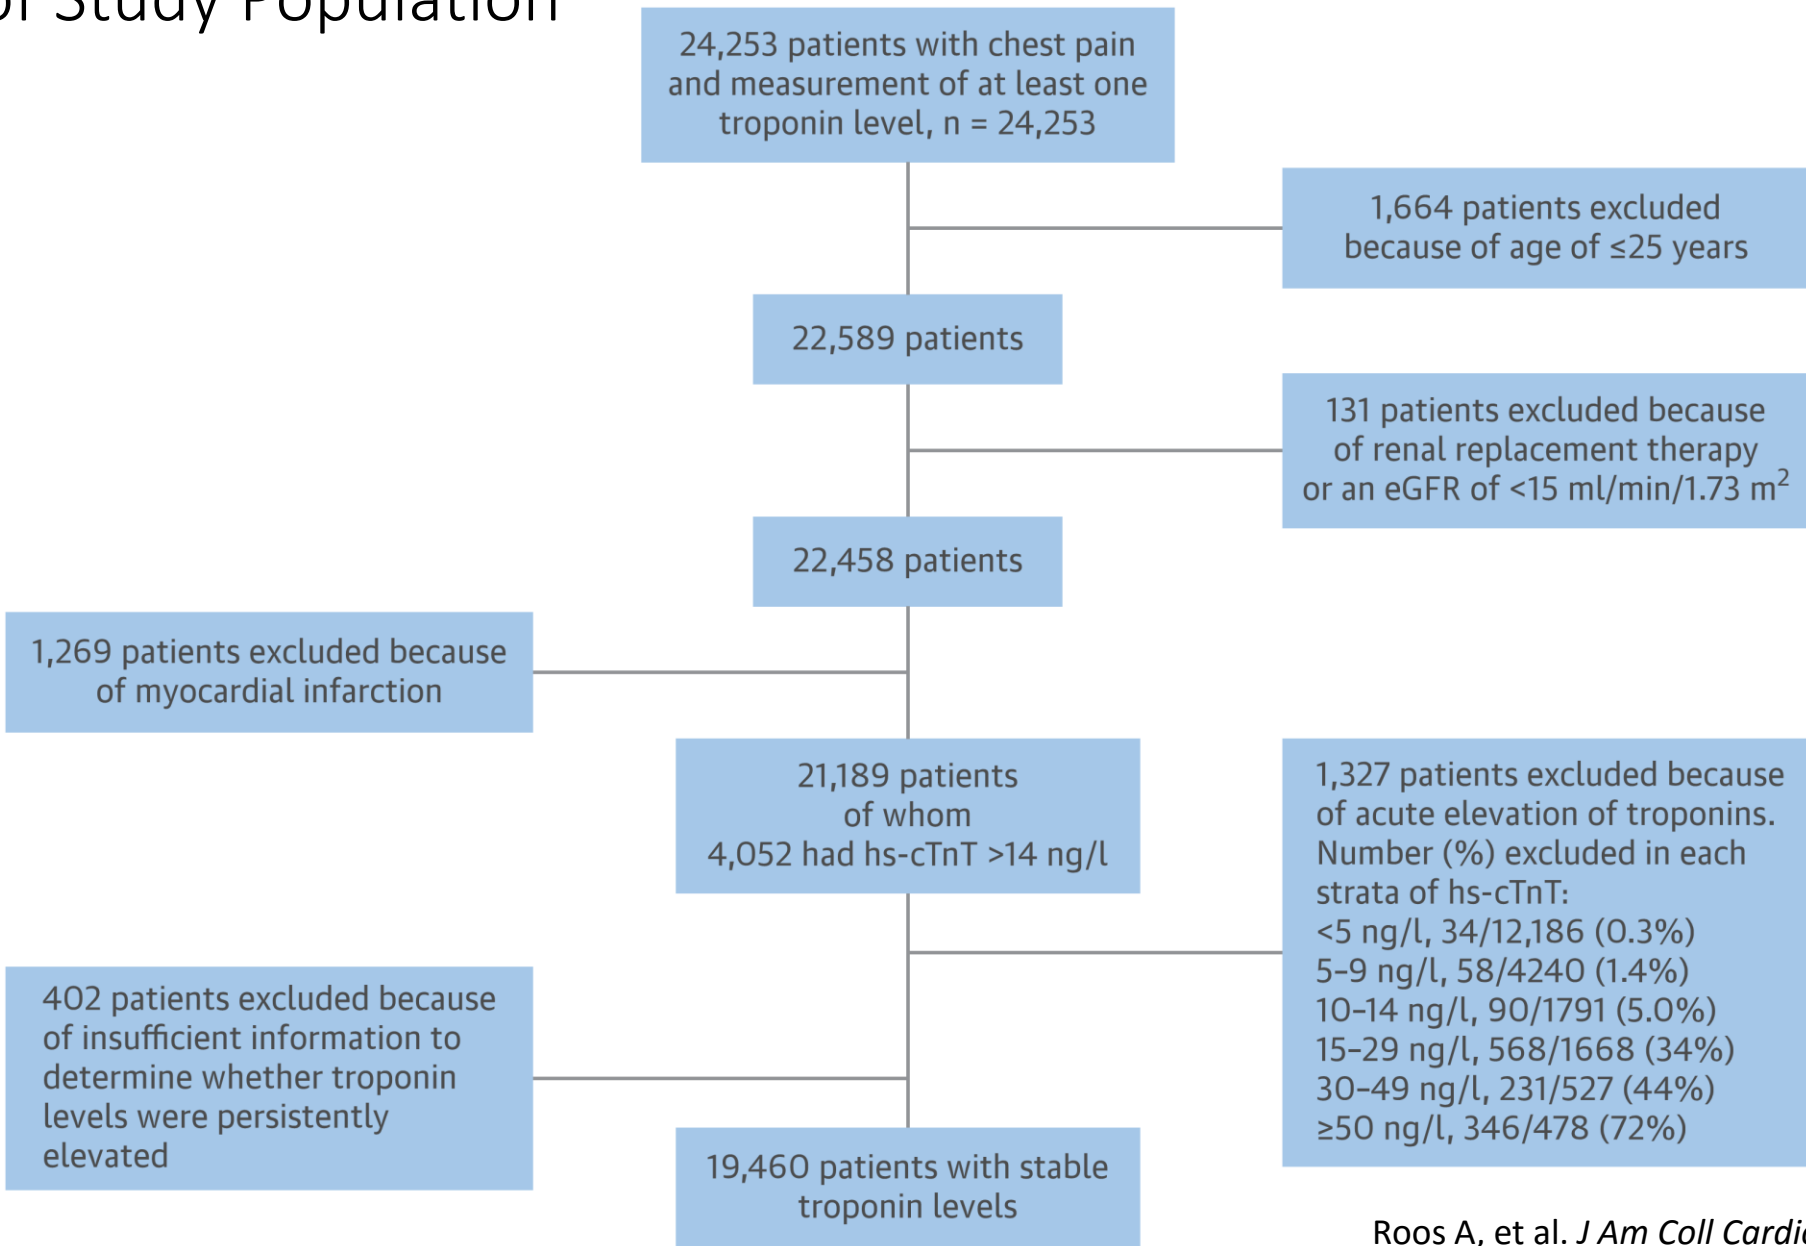 of Study Population
24,253 patients with chest pain
and measurement of at least one
troponin level, n = 24,253
1,664 patients excluded
because of age of ≤25 years
22,589 patients
131 patients excluded because
of renal replacement therapy
or an eGFR of <15 ml/min/1.73 m²
22,458 patients
1,269 patients excluded because
of myocardial infarction
21,189 patients
of whom
4,052 had hs-cTnT >14 ng/l
1,327 patients excluded because
of acute elevation of troponins.
Number (%) excluded in each
strata of hs-cTnT:
<5 ng/l, 34/12,186 (0.3%)
5–9 ng/l, 58/4240 (1.4%)
10–14 ng/l, 90/1791 (5.0%)
15–29 ng/l, 568/1668 (34%)
30–49 ng/l, 231/527 (44%)
≥50 ng/l, 346/478 (72%)
402 patients excluded because
of insufficient information to
determine whether troponin
levels were persistently
elevated
19,460 patients with stable
troponin levels
Roos A, et al. J Am Coll Cardio